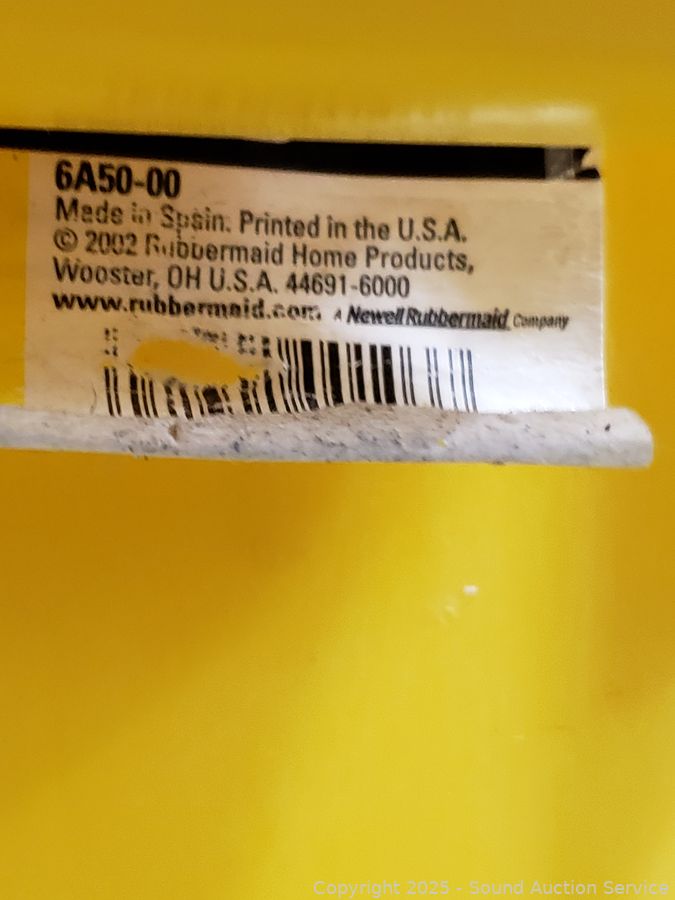 6A50-00
Made in Spain. Printed in the U.S.A.
© 2002 Rubbermaid Home Products,
Wooster, OH U.S.A. 44691-6000
www.rubbermaid.com A Newell Rubbermaid Company
Copyright 2025 - Sound Auction Service